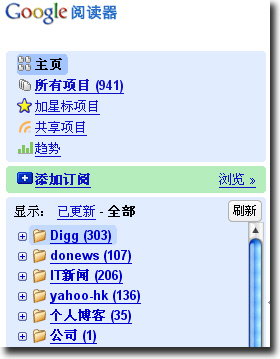 Google 阅读器
主页
所有项目 (941)
加星标项目
共享项目
趋势
添加订阅 浏览 »
显示： 已更新 - 全部 刷新
Digg (303)
donews (107)
IT新闻 (206)
yahoo-hk (136)
个人博客 (35)
公司 (1)